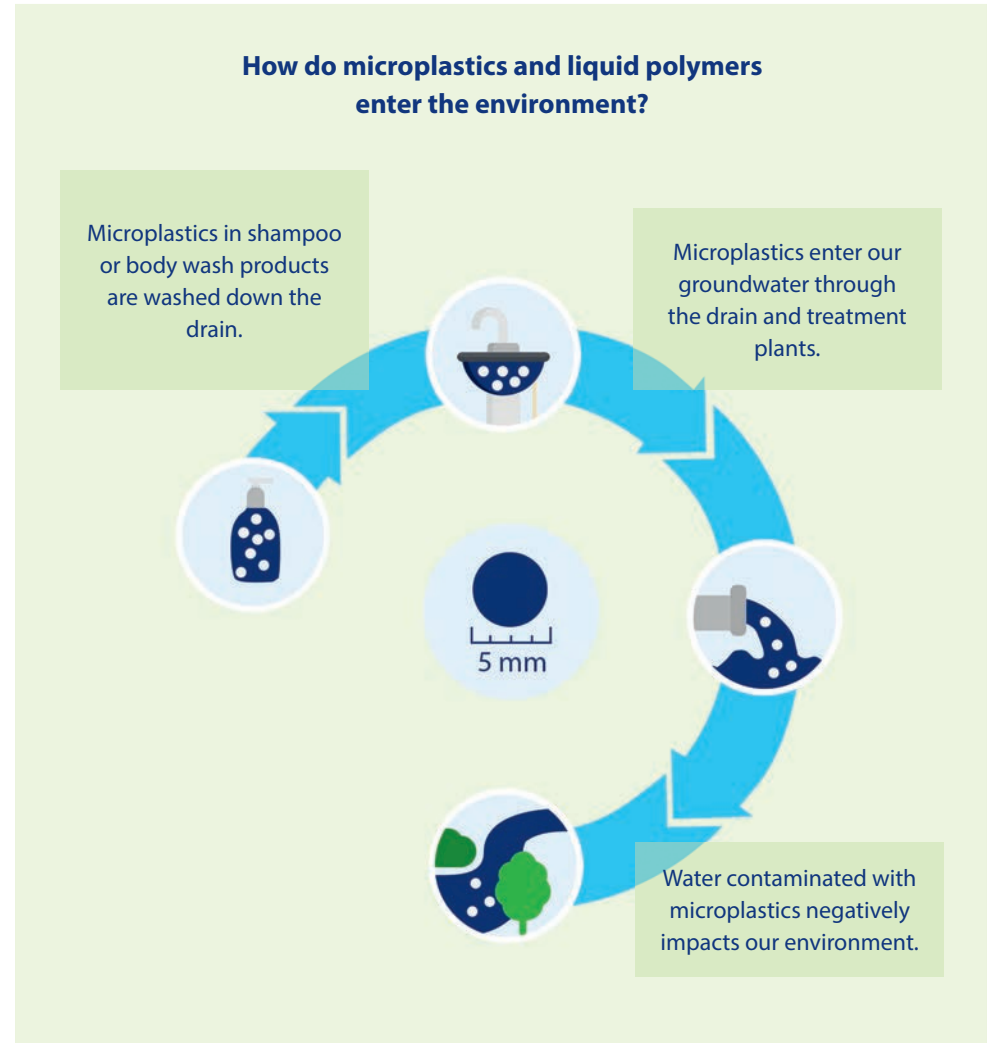 How do microplastics and liquid polymers
enter the environment?
Microplastics in shampoo
or body wash products
are washed down the
drain.
Microplastics enter our
groundwater through
the drain and treatment
plants.
5 mm
Water contaminated with
microplastics negatively
impacts our environment.